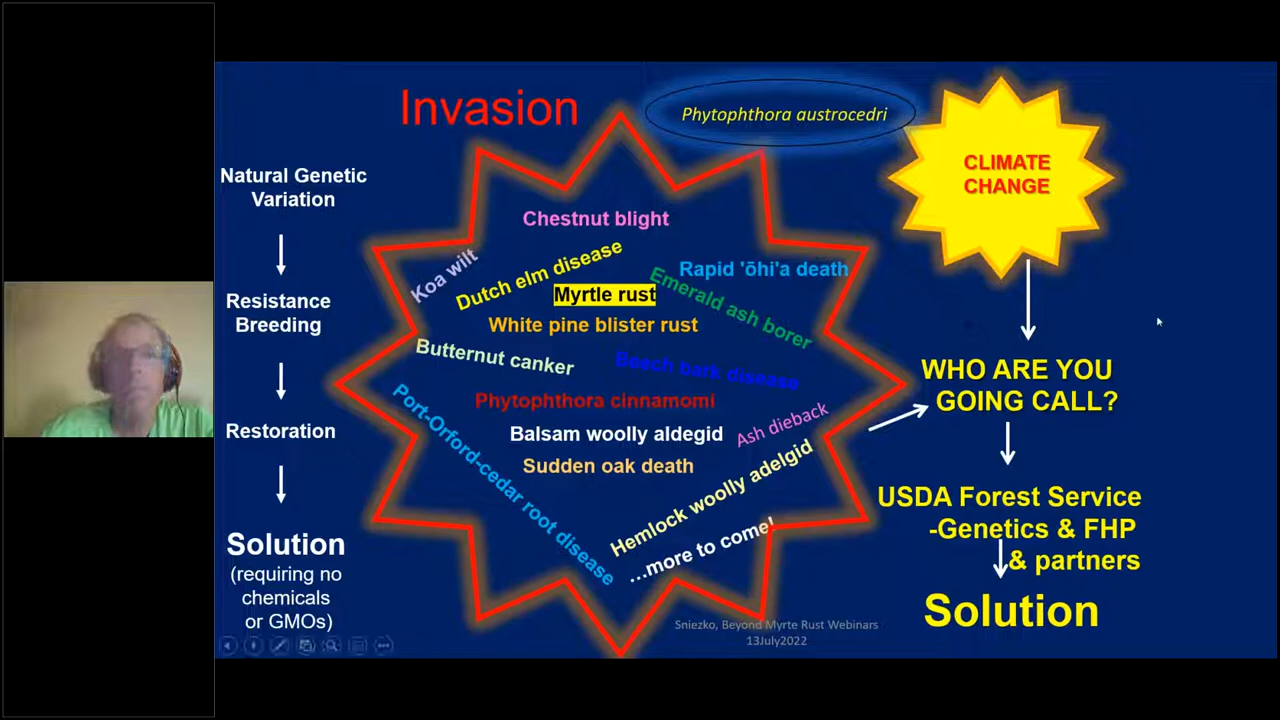 Invasion
Phytophthora austrocedri
CLIMATE
CHANGE
Natural Genetic
Variation
Resistance
Breeding
Restoration
Solution
(requiring no
chemicals
or GMOs)
Chestnut blight
Koa wilt
Dutch elm disease
Rapid 'ōhi'a death
Myrtle rust
Emerald ash borer
White pine blister rust
Butternut canker
Beech bark disease
Phytophthora cinnamomi
Port-Orford-cedar root disease
Balsam woolly aldegid
Ash dieback
Sudden oak death
Hemlock woolly adelgid
...more to come!
WHO ARE YOU
GOING CALL?
USDA Forest Service
-Genetics & FHP
& partners
Solution
Sniezko, Beyond Myrte Rust Webinars
13July2022